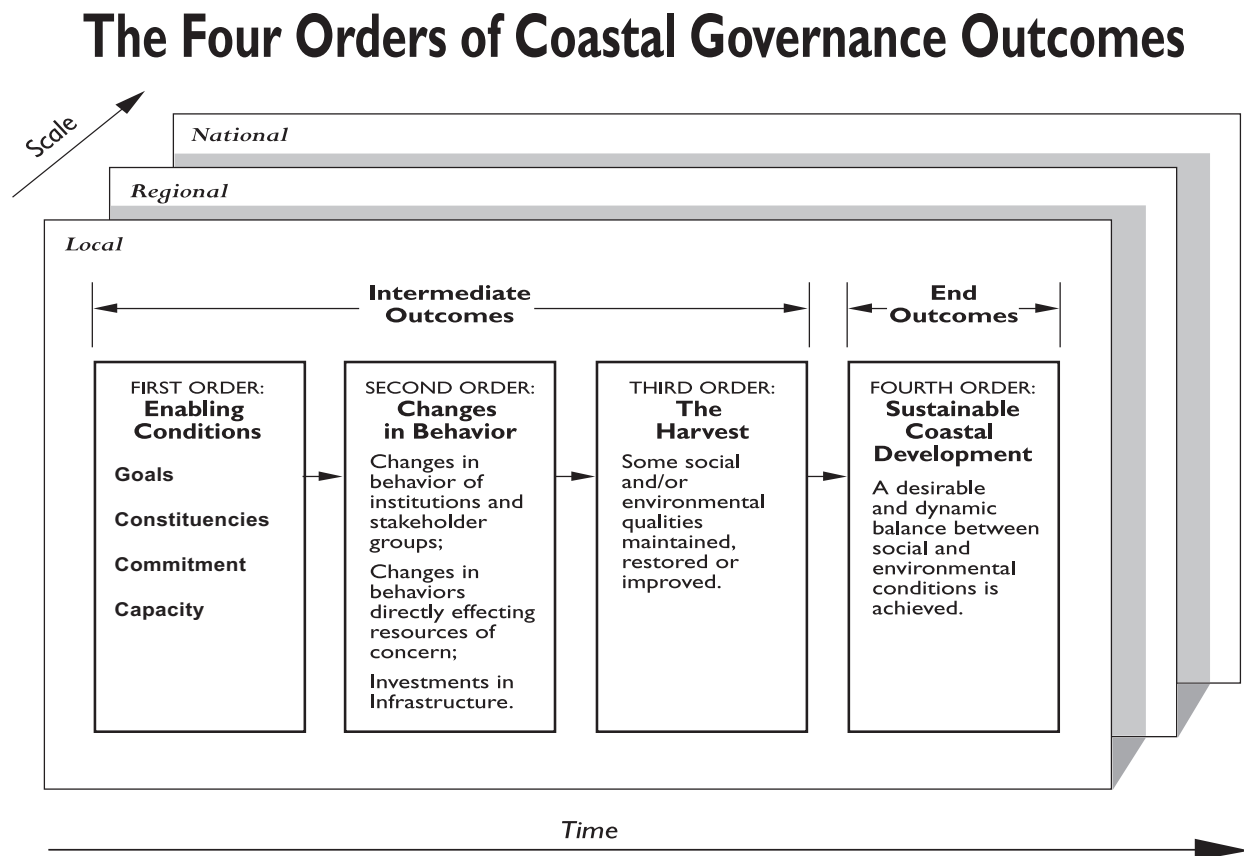 The Four Orders of Coastal Governance Outcomes
Scale
National
Regional
Local
Intermediate
Outcomes
End
Outcomes
FIRST ORDER:
Enabling
Conditions
Goals
Constituencies
Commitment
Capacity
SECOND ORDER:
Changes
in Behavior
Changes in
behavior of
institutions and
stakeholder
groups;
Changes in
behaviors
directly effecting
resources of
concern;
Investments in
Infrastructure.
THIRD ORDER:
The
Harvest
Some social
and/or
environmental
qualities
maintained,
restored or
improved.
FOURTH ORDER:
Sustainable
Coastal
Development
A desirable
and dynamic
balance between
social and
environmental
conditions is
achieved.
Time